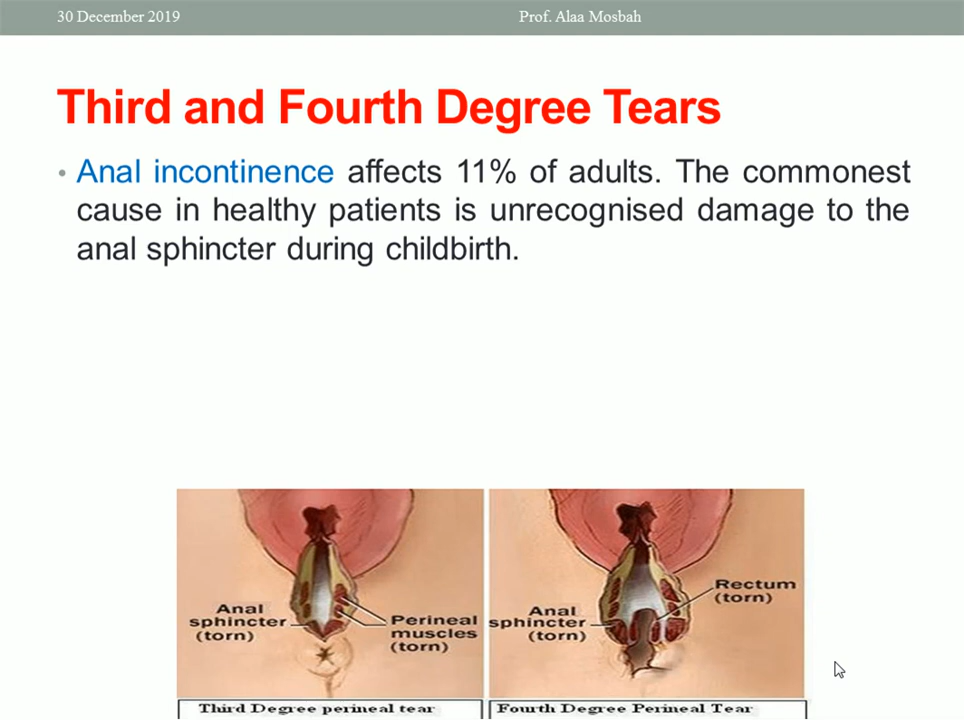 30 December 2019 Prof. Alaa Mosbah
Third and Fourth Degree Tears
• Anal incontinence affects 11% of adults. The commonest
cause in healthy patients is unrecognised damage to the
anal sphincter during childbirth.
Anal
sphincter
(torn)
Perineal
muscles
(torn)
Anal
sphincter
(torn)
Rectum
(torn)
Third Degree perineal tear
Fourth Degree Perineal Tear